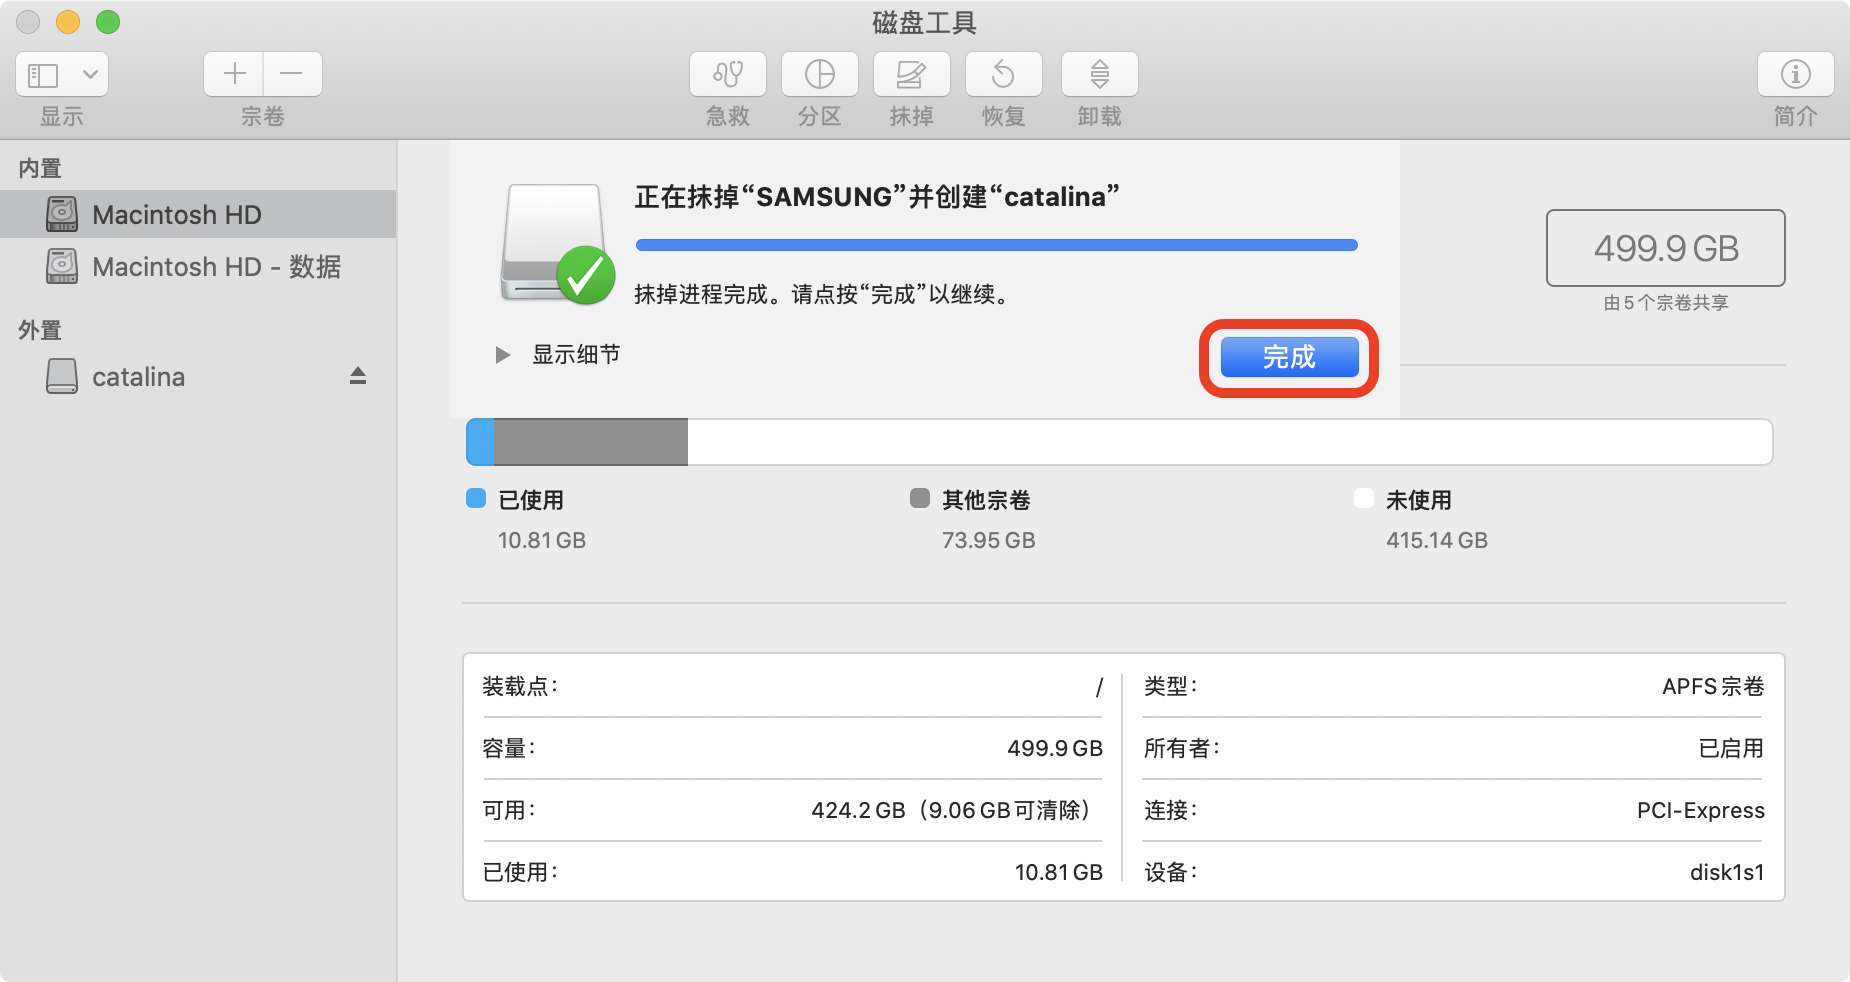 磁盘工具
显示
宗卷
急救
分区
抹掉
恢复
卸载
简介
内置
Macintosh HD
Macintosh HD - 数据
外置
catalina
正在抹掉“SAMSUNG”并创建“catalina”
抹掉进程完成。请点按“完成”以继续。
显示细节
完成
499.9 GB
由 5 个宗卷共享
已使用
10.81 GB
其他宗卷
73.95 GB
未使用
415.14 GB
装载点: /
容量: 499.9 GB
可用: 424.2 GB（9.06 GB 可清除）
已使用: 10.81 GB
类型: APFS 宗卷
所有者: 已启用
连接: PCI-Express
设备: disk1s1